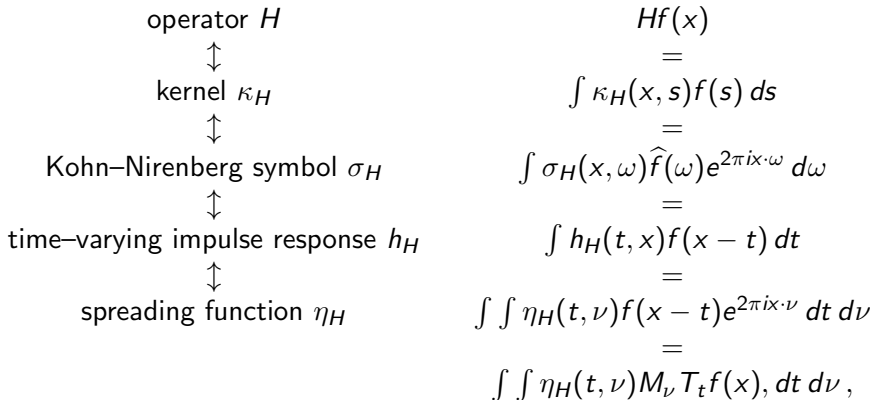 operator H Hf(x)
↕ =
kernel κ_H ∫ κ_H(x, s)f(s) ds
↕ =
Kohn–Nirenberg symbol σ_H ∫ σ_H(x, ω)f̂(ω)e^{2πix·ω} dω
↕ =
time–varying impulse response h_H ∫ h_H(t, x)f(x − t) dt
↕ =
spreading function η_H ∫ ∫ η_H(t, ν)f(x − t)e^{2πix·ν} dt dν
=
∫ ∫ η_H(t, ν)M_ν T_t f(x), dt dν ,